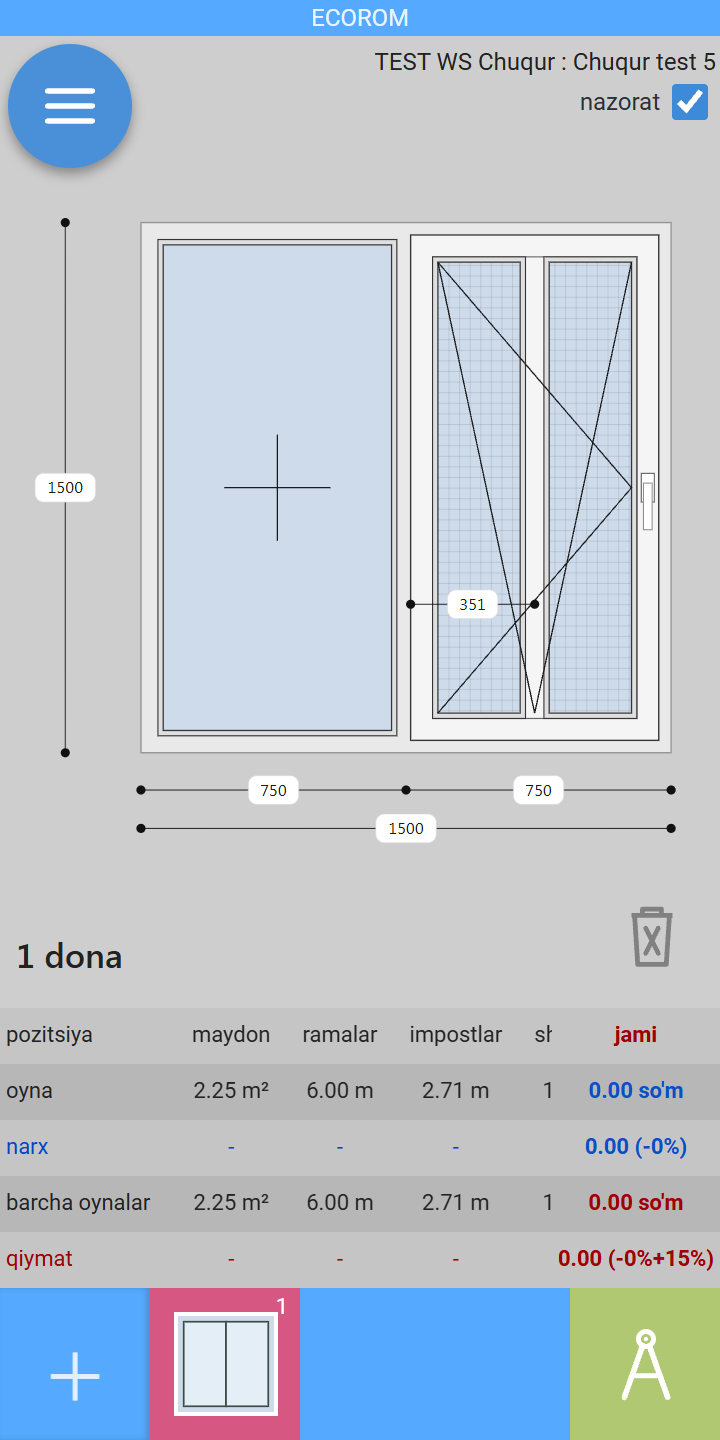 ECOROM
TEST WS Chuqur : Chuqur test 5
nazorat
1500
351
750 750
1500
1 dona
pozitsiya maydon ramalar impostlar sh jami
oyna 2.25 m² 6.00 m 2.71 m 1 0.00 so'm
narx - - - 0.00 (-0%)
barcha oynalar 2.25 m² 6.00 m 2.71 m 1 0.00 so'm
qiymat - - - 0.00 (-0%+15%)
1